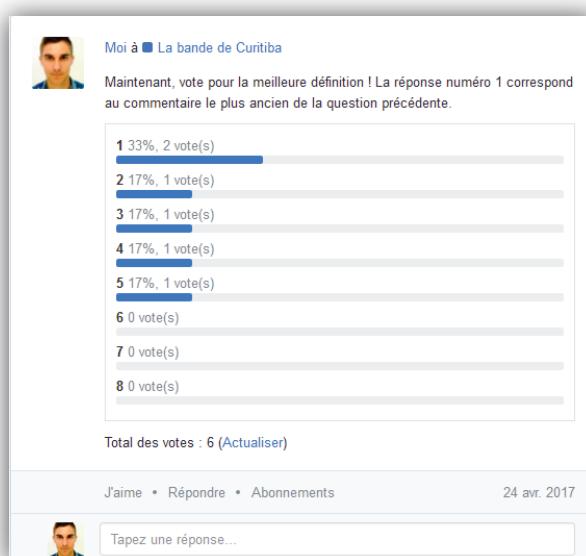 Moi à La bande de Curitiba
Maintenant, vote pour la meilleure définition ! La réponse numéro 1 correspond
au commentaire le plus ancien de la question précédente.
1 33%, 2 vote(s)
2 17%, 1 vote(s)
3 17%, 1 vote(s)
4 17%, 1 vote(s)
5 17%, 1 vote(s)
6 0 vote(s)
7 0 vote(s)
8 0 vote(s)
Total des votes : 6 (Actualiser)
J'aime • Répondre • Abonnements 24 avr. 2017
Tapez une réponse...